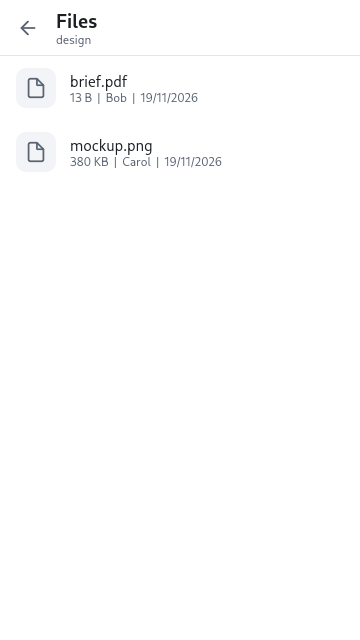 Files
design
brief.pdf
13 B | Bob | 19/11/2026
mockup.png
380 KB | Carol | 19/11/2026